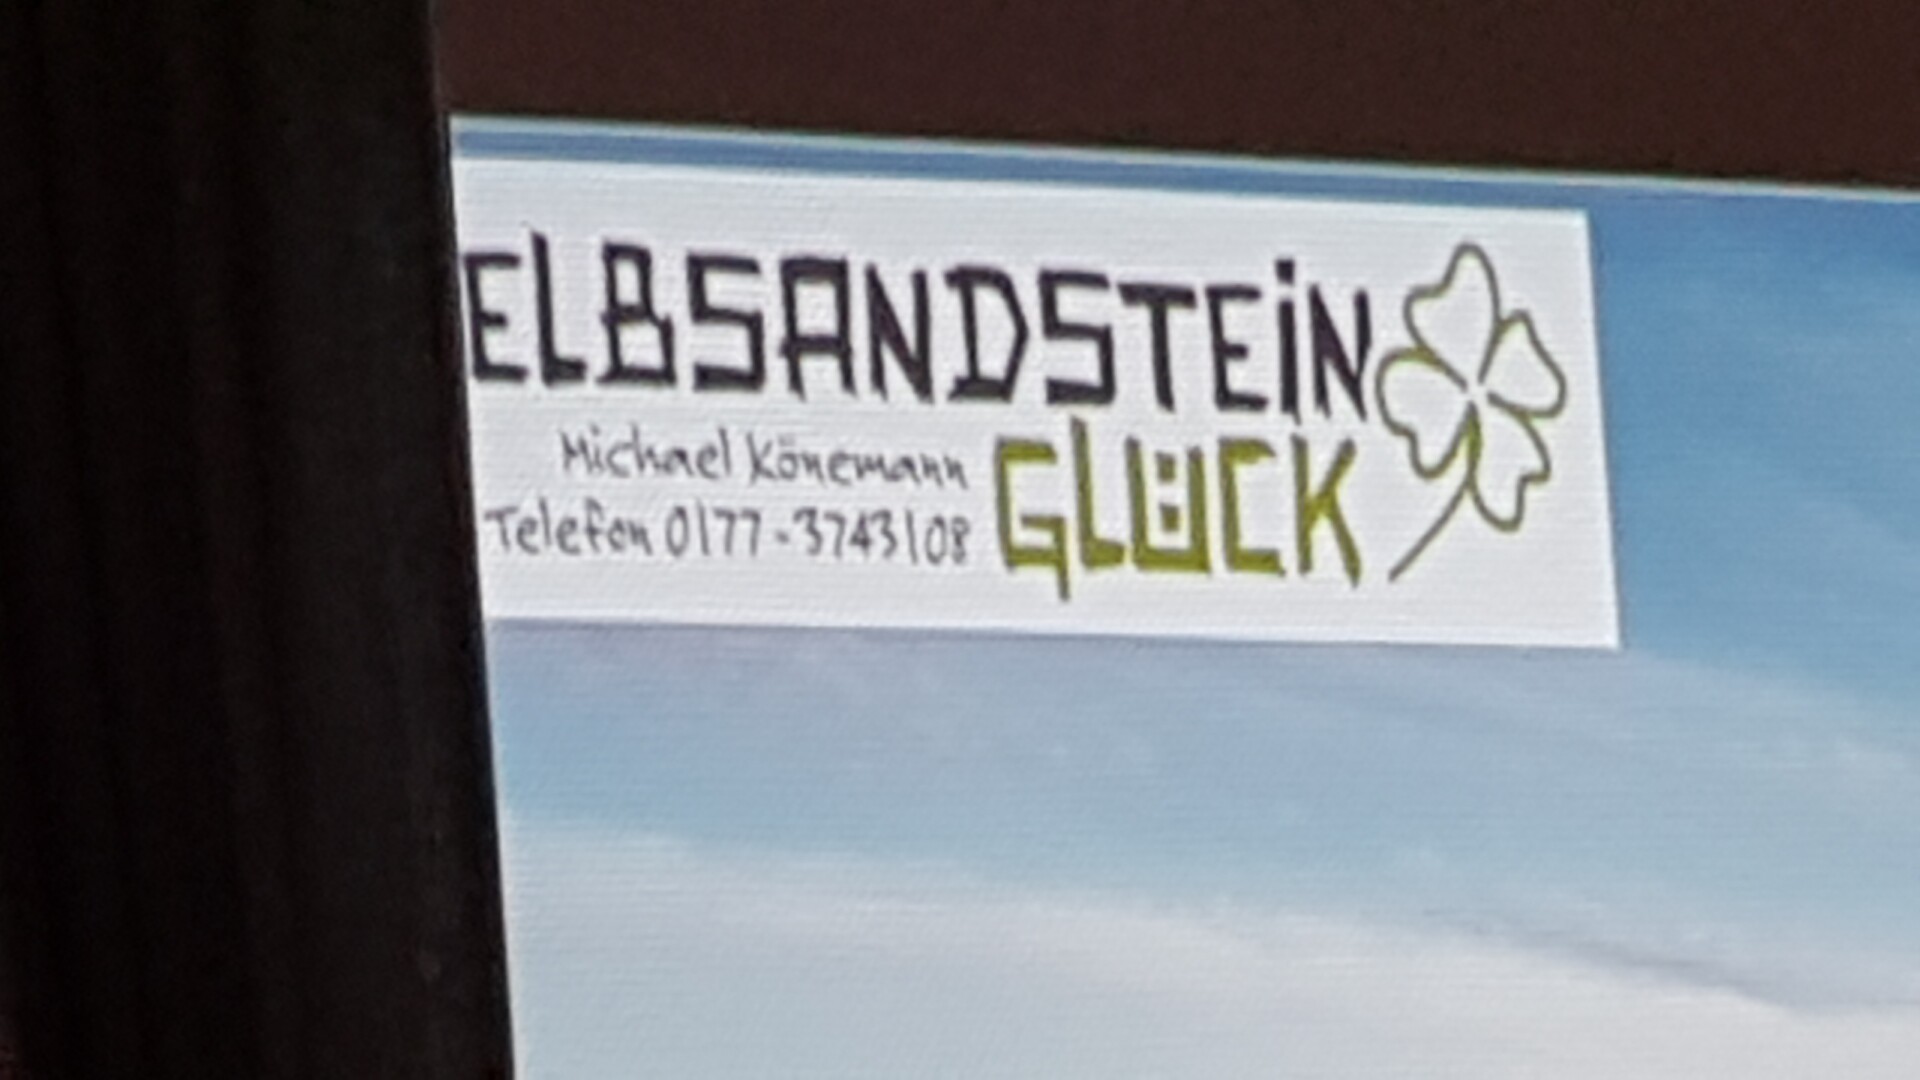 ELBSANDSTEiN
GLÜCK
Michael Könemann
Telefon 0177-3743108